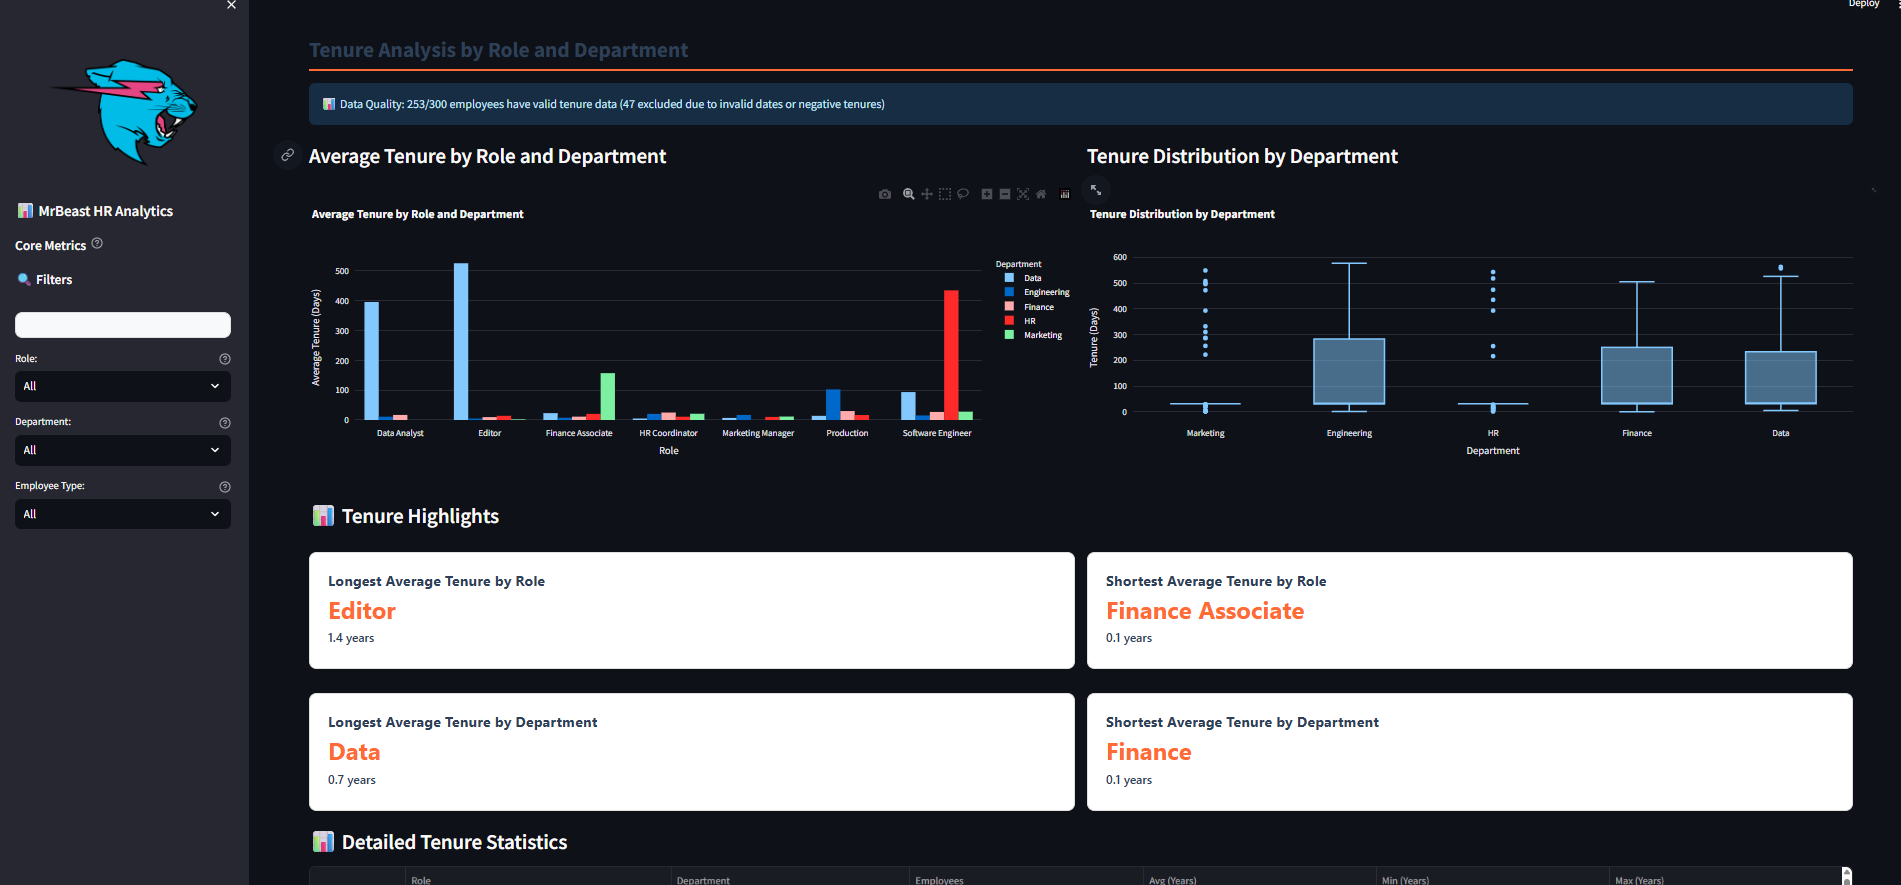 Deploy
MrBeast HR Analytics
Core Metrics
Filters
Role:
All
Department:
All
Employee Type:
All
Tenure Analysis by Role and Department
Data Quality: 253/300 employees have valid tenure data (47 excluded due to invalid dates or negative tenures)
Average Tenure by Role and Department
Average Tenure by Role and Department
Average Tenure (Days)
500
400
300
200
100
0
Data Analyst
Editor
Finance Associate
HR Coordinator
Marketing Manager
Production
Software Engineer
Role
Department
Data
Engineering
Finance
HR
Marketing
Tenure Distribution by Department
Tenure Distribution by Department
Tenure (Days)
600
500
400
300
200
100
0
Marketing
Engineering
HR
Finance
Data
Department
Tenure Highlights
Longest Average Tenure by Role
Editor
1.4 years
Shortest Average Tenure by Role
Finance Associate
0.1 years
Longest Average Tenure by Department
Data
0.7 years
Shortest Average Tenure by Department
Finance
0.1 years
Detailed Tenure Statistics
Role Department Employees Avg (Years) Min (Years) Max (Years)